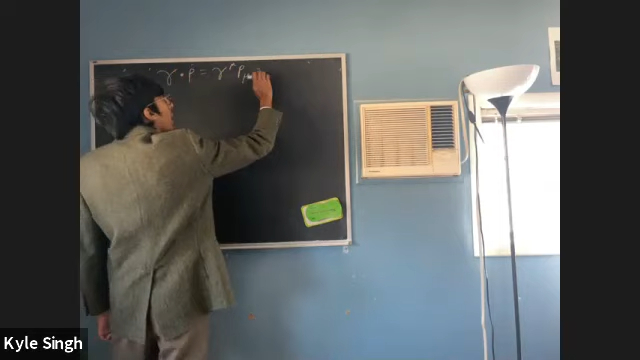 γ · p = γ^μ p_μ
Kyle Singh